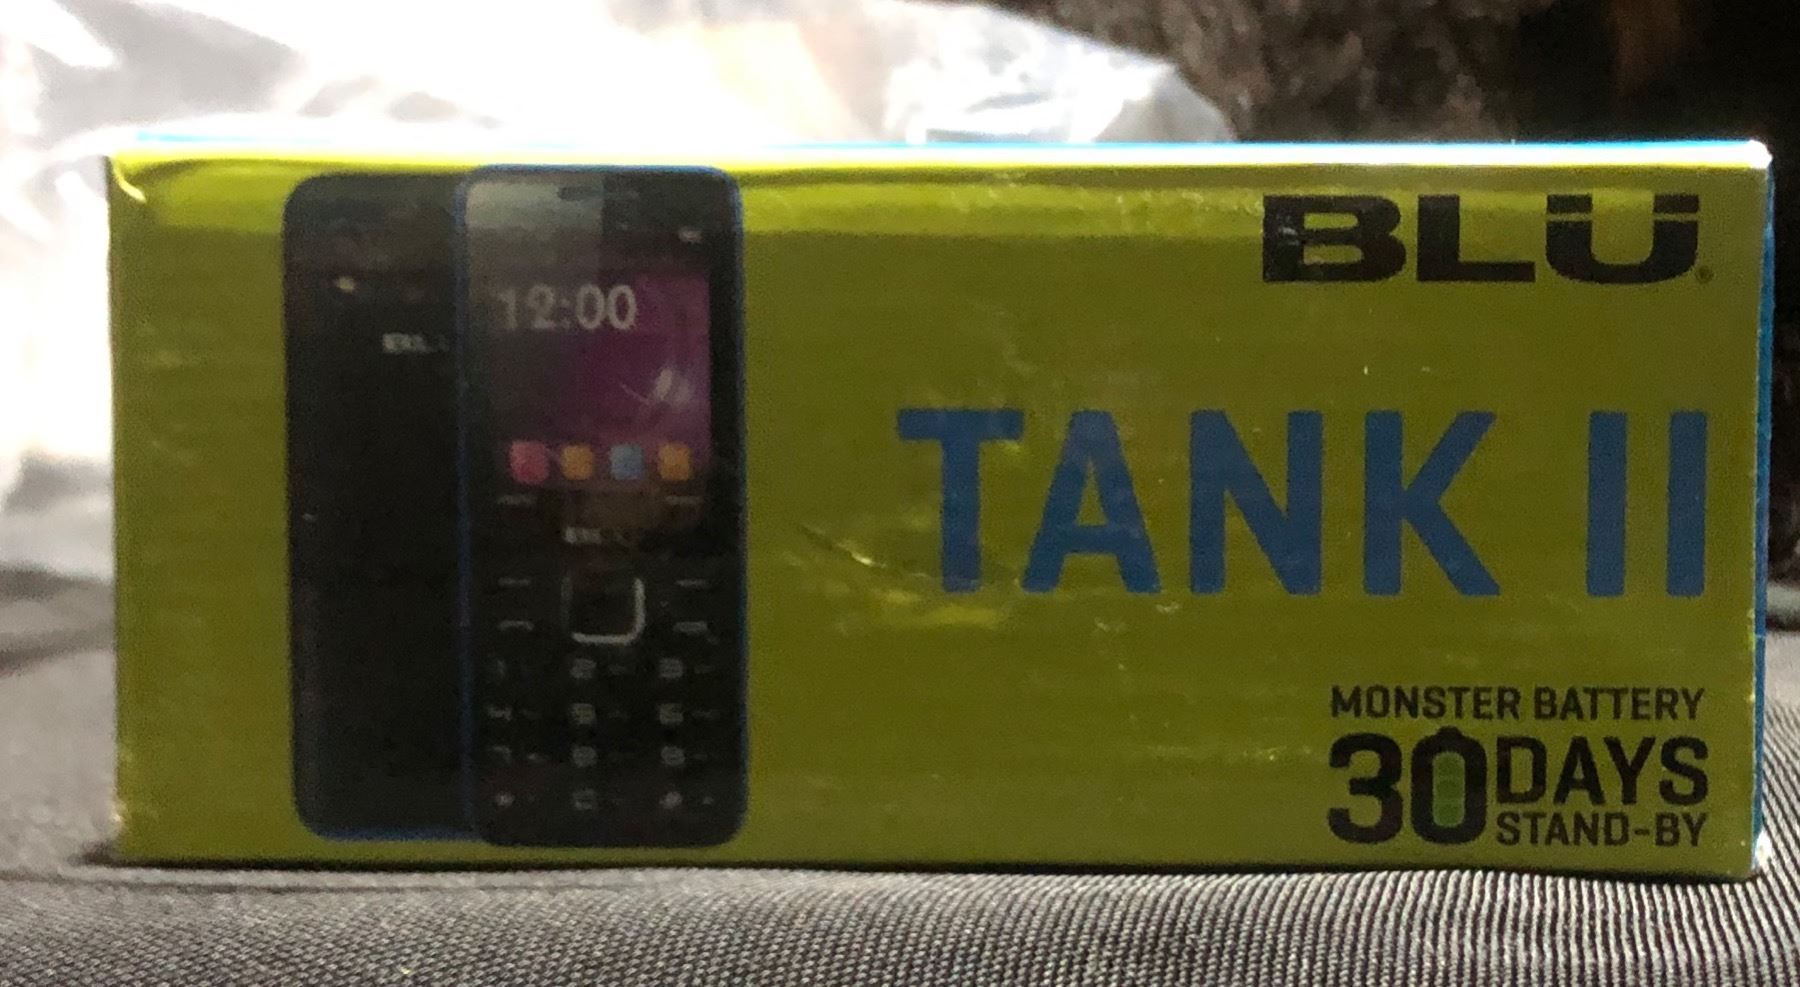 12:00
BLU
TANK II
MONSTER BATTERY
30 DAYS
STAND-BY